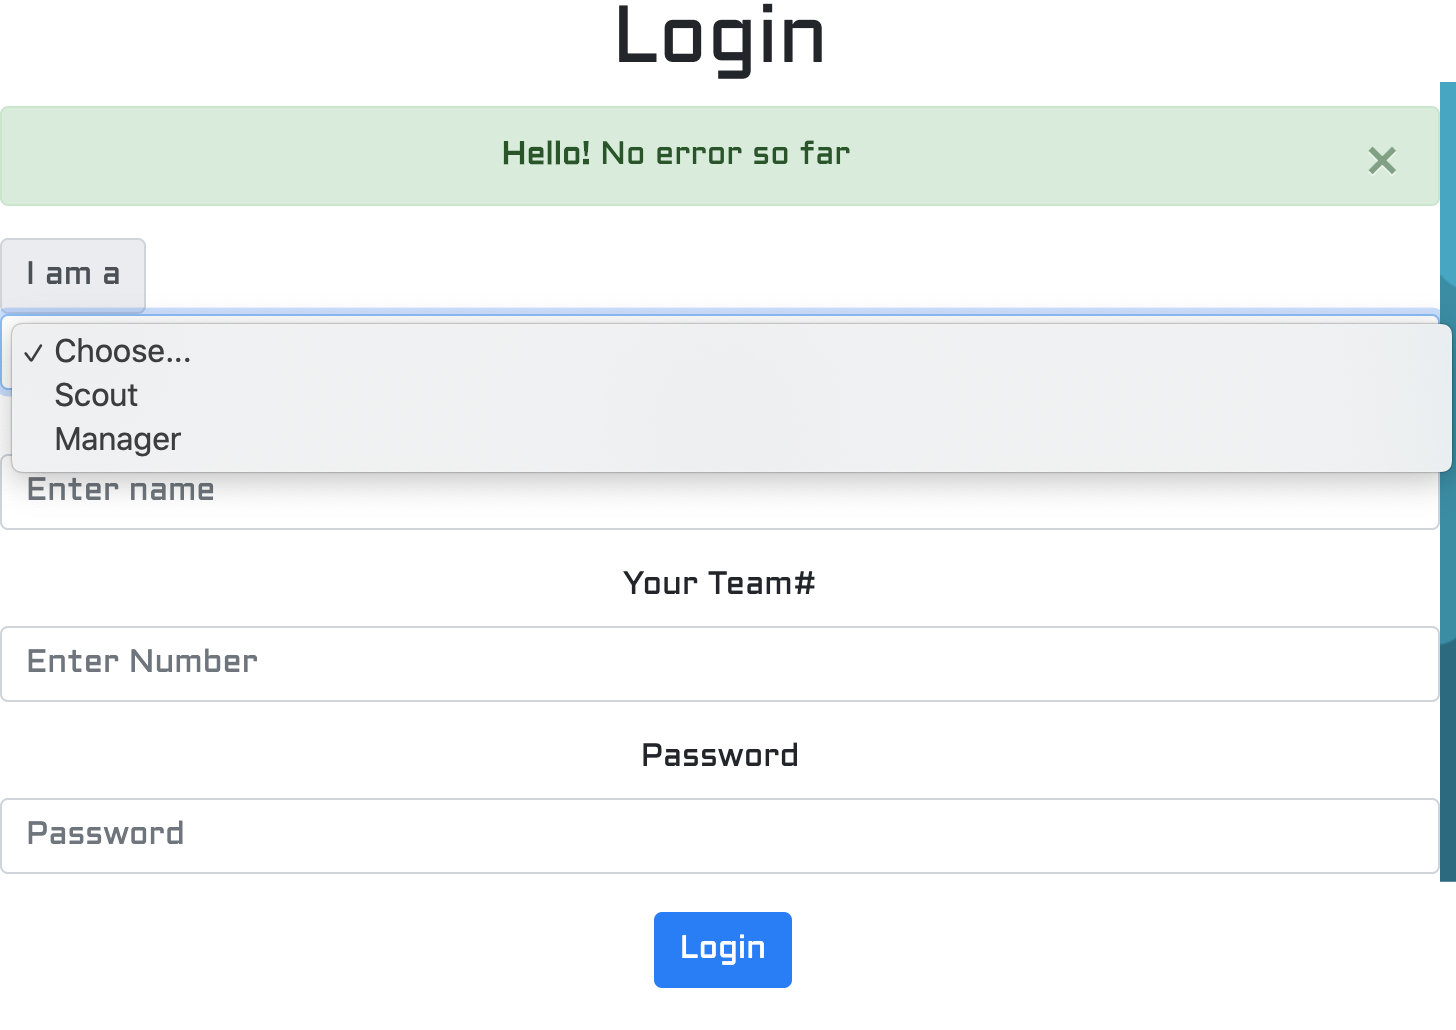 Login
Hello! No error so far ×
I am a
✓ Choose...
Scout
Manager
Enter name
Your Team#
Enter Number
Password
Password
Login